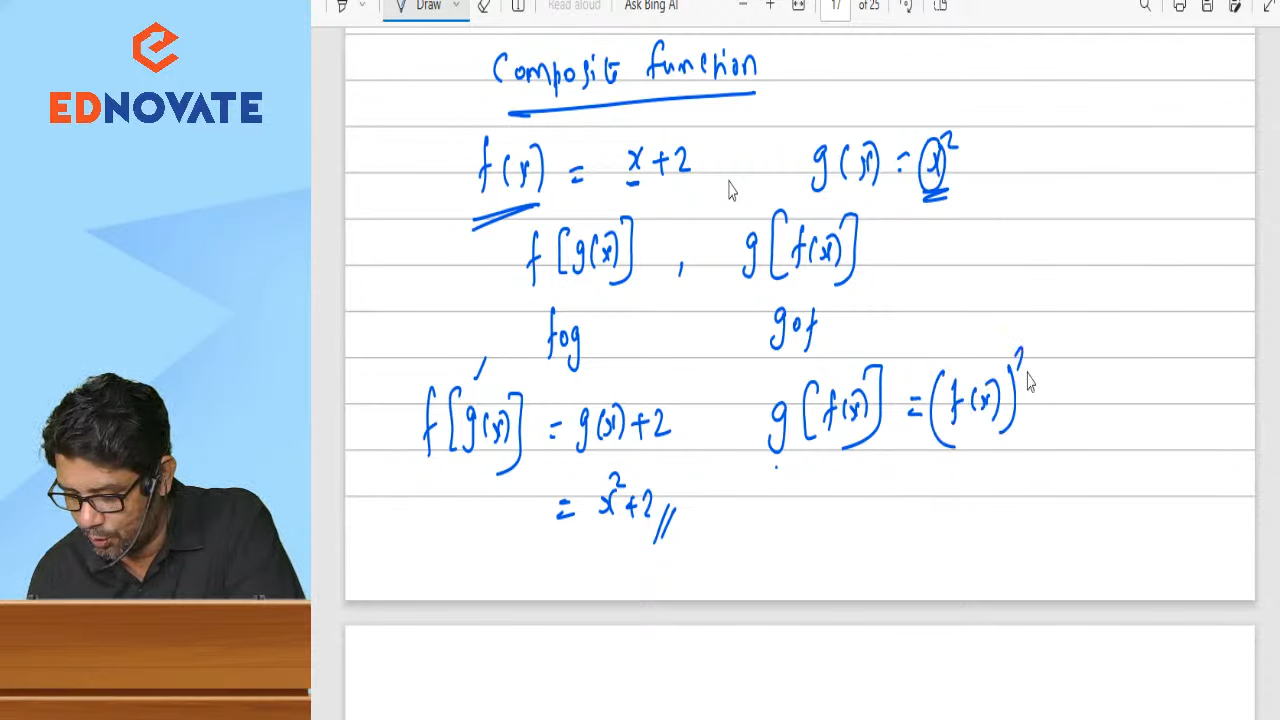 Draw
Read aloud
Ask Bing AI
17 of 25
EDNOVATE
Composite function
f(x) = x+2 g(x) = (x)²
f[g(x)] , g[f(x)]
fog gof
f[g(x)] = g(x)+2 g[f(x)] = (f(x))²
= x²+2//